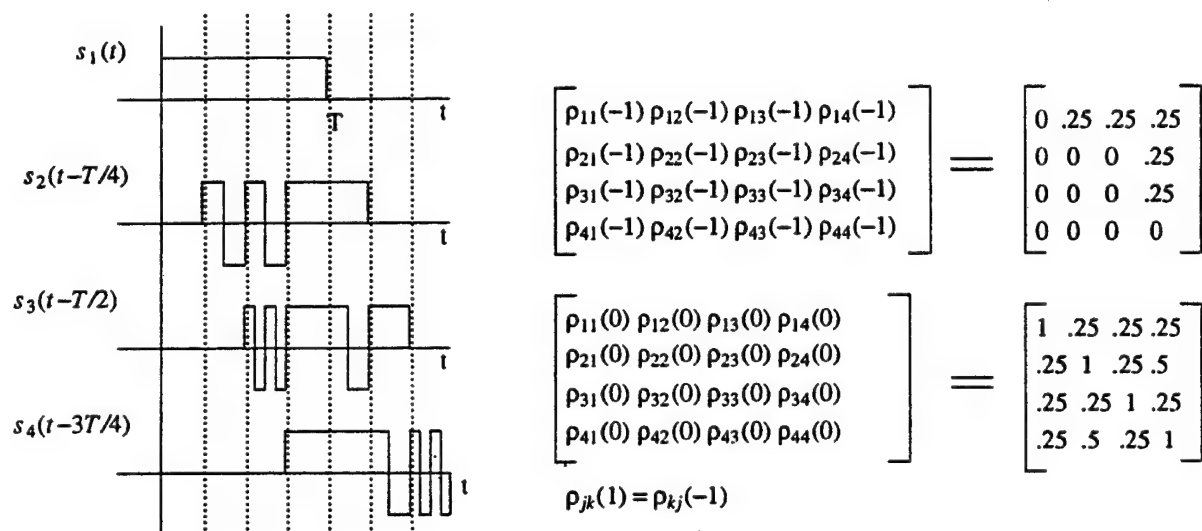 s1(t)
t
T
s2(t−T/4)
t
s3(t−T/2)
t
s4(t−3T/4)
t
ρ11(−1) ρ12(−1) ρ13(−1) ρ14(−1)
ρ21(−1) ρ22(−1) ρ23(−1) ρ24(−1)
ρ31(−1) ρ32(−1) ρ33(−1) ρ34(−1)
ρ41(−1) ρ42(−1) ρ43(−1) ρ44(−1)
=
0 .25 .25 .25
0 0 0 .25
0 0 0 .25
0 0 0 0
ρ11(0) ρ12(0) ρ13(0) ρ14(0)
ρ21(0) ρ22(0) ρ23(0) ρ24(0)
ρ31(0) ρ32(0) ρ33(0) ρ34(0)
ρ41(0) ρ42(0) ρ43(0) ρ44(0)
=
1 .25 .25 .25
.25 1 .25 .5
.25 .25 1 .25
.25 .5 .25 1
ρjk(1) = ρkj(−1)